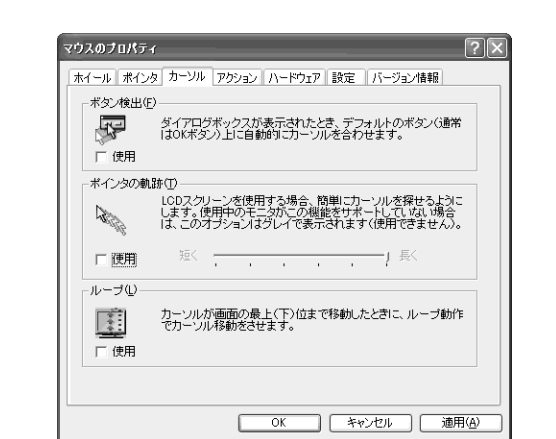 マウスのプロパティ
ホイール ポインタ カーソル アクション ハードウェア 設定 バージョン情報
ボタン検出(F)
ダイアログボックスが表示されたとき、デフォルトのボタン(通常
はOKボタン)上に自動的にカーソルを合わせます。
使用
ポインタの軌跡(T)
LCDスクリーンを使用する場合、簡単にカーソルを探せるように
します。使用中のモニタがこの機能をサポートしていない場合
は、このオプションはグレイで表示されます(使用できません)。
使用 短く 長く
ループ(L)
カーソルが画面の最上(下)位まで移動したときに、ループ動作
でカーソル移動をさせます。
使用
OK キャンセル 適用(A)